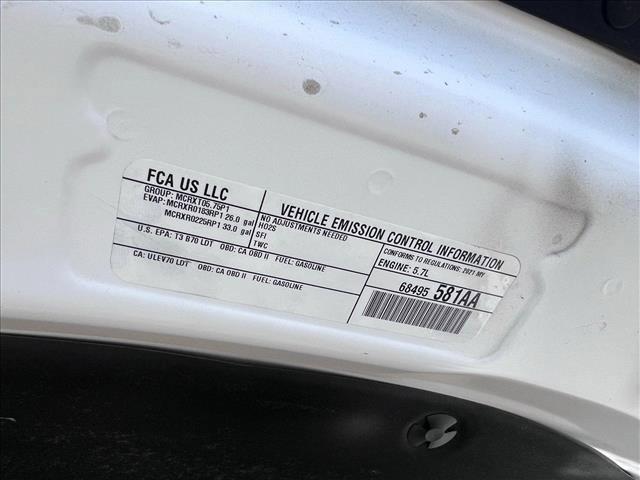 FCA US LLC
GROUP: MCRXT05.75P1
EVAP: MCRXR0183RP1 26.0 gal
MCRXR0225RP1 33.0 gal
U.S. EPA: T3 B70 LDT OBD: CA OBD II FUEL: GASOLINE
CA: ULEV70 LDT OBD: CA OBD II FUEL: GASOLINE
VEHICLE EMISSION CONTROL INFORMATION
NO ADJUSTMENTS NEEDED
HO2S
SFI
TWC
CONFORMS TO REGULATIONS: 2021 MY
ENGINE: 5.7L
68495 581AA